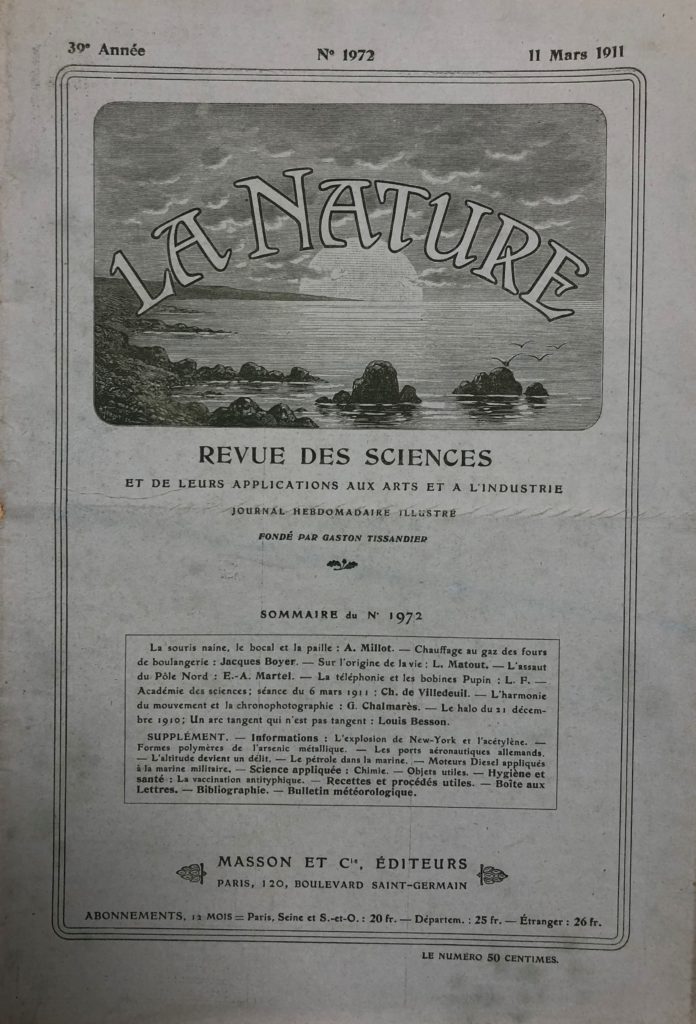 39e Année
No 1972
11 Mars 1911
LA NATURE
REVUE DES SCIENCES
ET DE LEURS APPLICATIONS AUX ARTS ET A L'INDUSTRIE
JOURNAL HEBDOMADAIRE ILLUSTRÉ
FONDÉ PAR GASTON TISSANDIER
SOMMAIRE du No 1972
La souris naine, le bocal et la paille : A. Millot. — Chauffage au gaz des fours
de boulangerie : Jacques Boyer. — Sur l'origine de la vie : L. Matout. — L'assaut
du Pôle Nord : E.-A. Martel. — La téléphonie et les bobines Pupin : L. F. —
Académie des sciences ; séance du 6 mars 1911 : Ch. de Villedeuil. — L'harmonie
du mouvement et la chronophotographie : G. Chalmarès. — Le halo du 21 décem-
bre 1910 ; Un arc tangent qui n'est pas tangent : Louis Besson.
SUPPLÉMENT. — Informations : L'explosion de New-York et l'acétylène. —
Formes polymères de l'arsenic métallique. — Les ports aéronautiques allemands.
— L'altitude devient un délit. — Le pétrole dans la marine. — Moteurs Diesel appliqués
à la marine militaire. — Science appliquée : Chimie. — Objets utiles. — Hygiène et
santé : La vaccination antityphique. — Recettes et procédés utiles. — Boîte aux
Lettres. — Bibliographie. — Bulletin météorologique.
MASSON ET Cie, ÉDITEURS
PARIS, 120, BOULEVARD SAINT-GERMAIN
ABONNEMENTS, 12 MOIS = Paris, Seine et S.-et-O. : 20 fr. — Départem. : 25 fr. — Étranger : 26 fr.
LE NUMÉRO 50 CENTIMES.